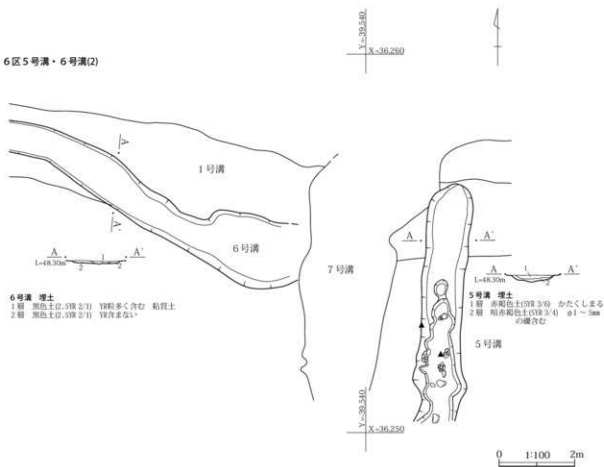 6区5号溝・6号溝(2)
Y=-39,540
X=36,260
1号溝
A
A'
6号溝
7号溝
A A'
L=48.30m
1
2 2
6号溝 埋土
1層 黒色土(2.5YR 2/1) YR粒多く含む 粘質土
2層 黒色土(2.5YR 2/1) YR含まない
A A'
A A'
L=48.30m
1
2
5号溝 埋土
1層 赤褐色土(5YR 3/6) かたくしまる
2層 暗赤褐色土(5YR 3/4) φ1～5mm
の礫含む
5号溝
Y=-39,540
X=36,250
0 1:100 2m